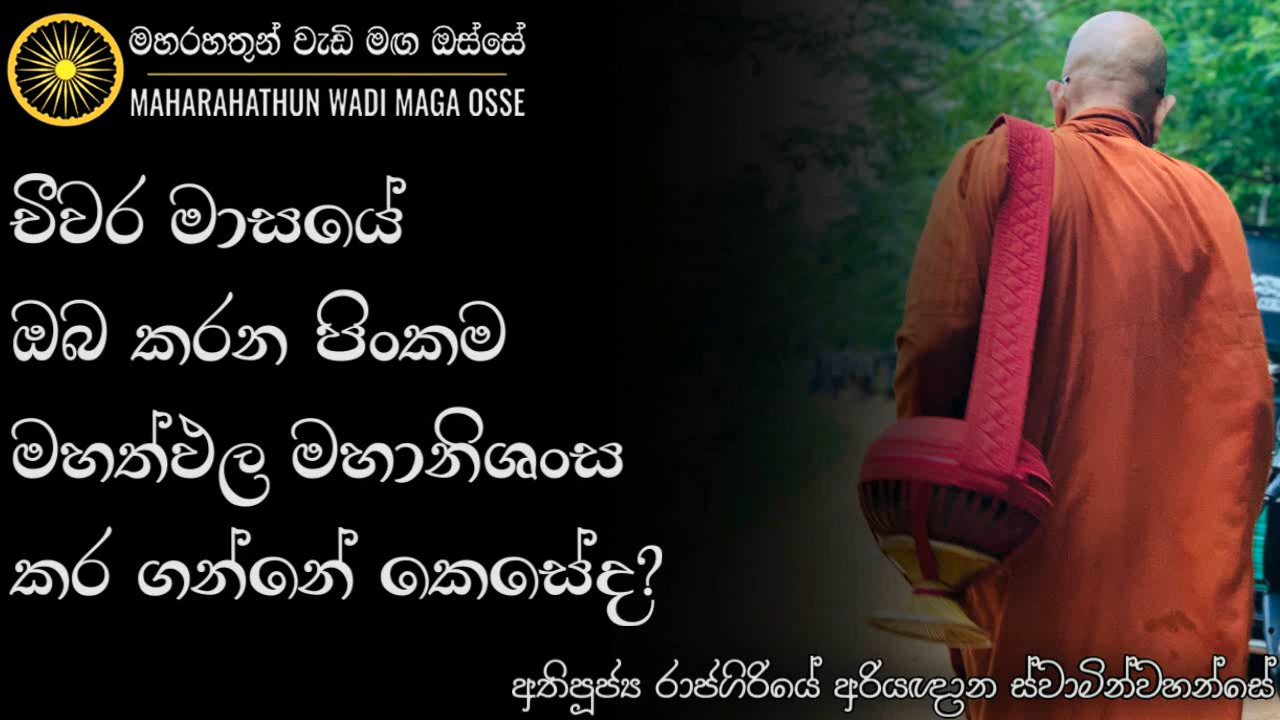 මහරහතුන් වැඩි මඟ ඔස්සේ
MAHARAHATHUN WADI MAGA OSSE
චීවර මාසයේ
ඔබ කරන පිංකම
මහත්ඵල මහානිශංස
කර ගන්නේ කෙසේද?
අතිපූජ්‍ය රාජගිරියේ අරියඤාන ස්වාමින්වහන්සේ